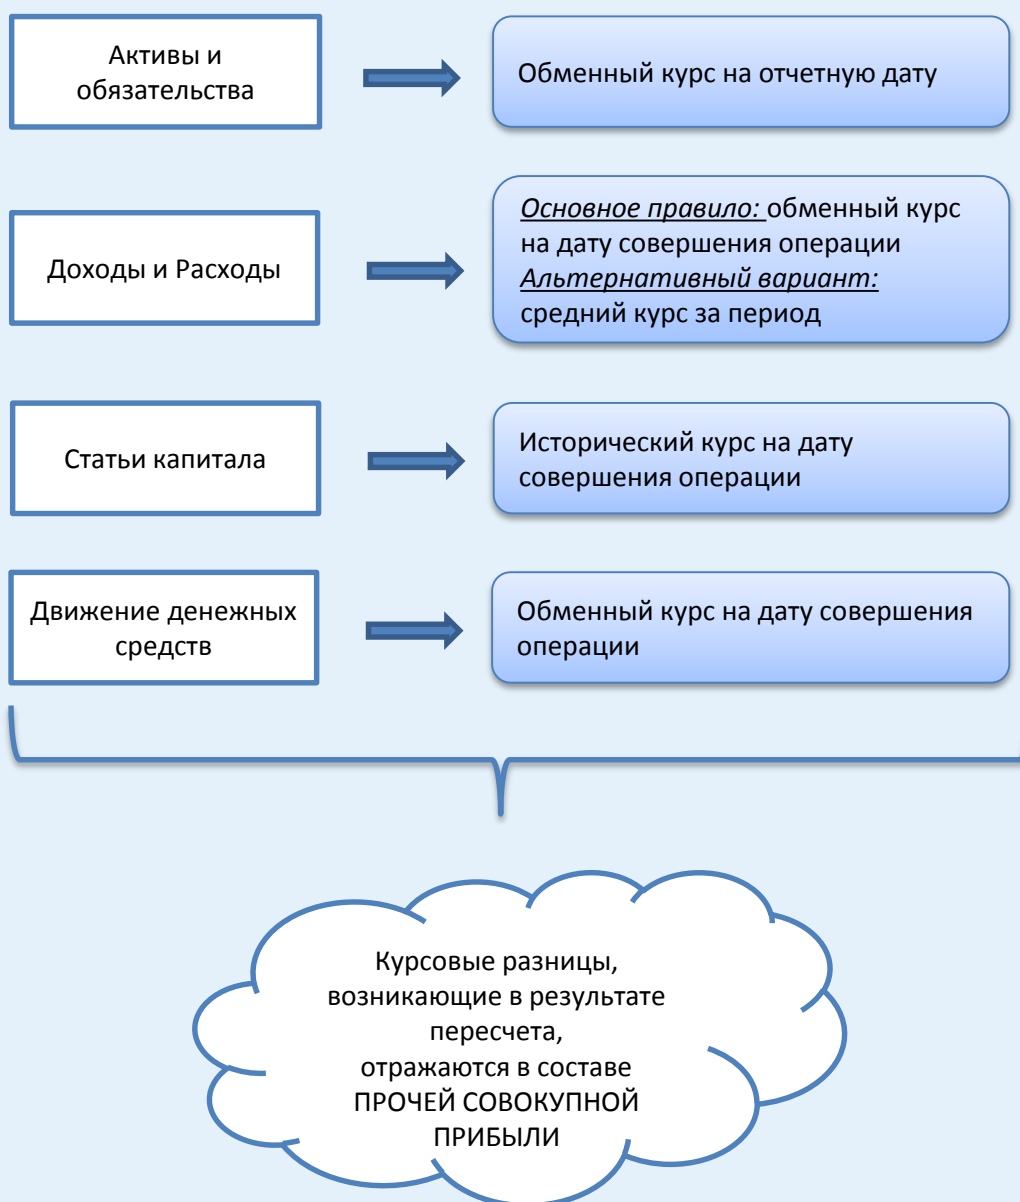 Активы и
обязательства
Обменный курс на отчетную дату
Доходы и Расходы
Основное правило: обменный курс
на дату совершения операции
Альтернативный вариант:
средний курс за период
Статьи капитала
Исторический курс на дату
совершения операции
Движение денежных
средств
Обменный курс на дату совершения
операции
Курсовые разницы,
возникающие в результате
пересчета,
отражаются в составе
ПРОЧЕЙ СОВОКУПНОЙ
ПРИБЫЛИ